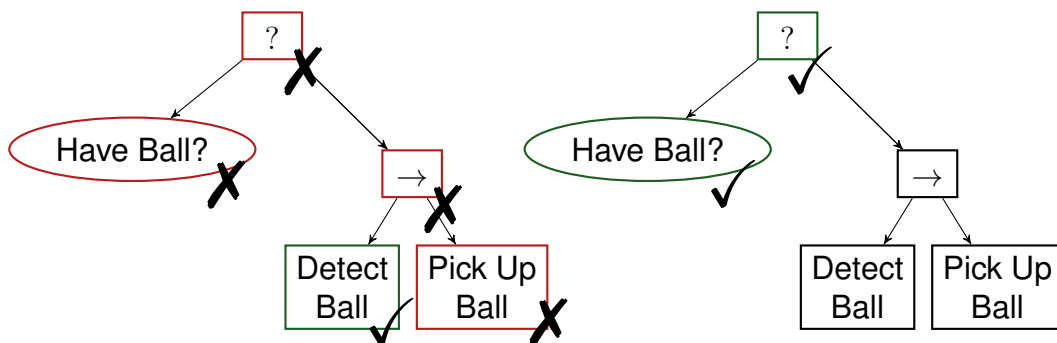 ?
Have Ball?
→
Detect
Ball
Pick Up
Ball
?
Have Ball?
→
Detect
Ball
Pick Up
Ball